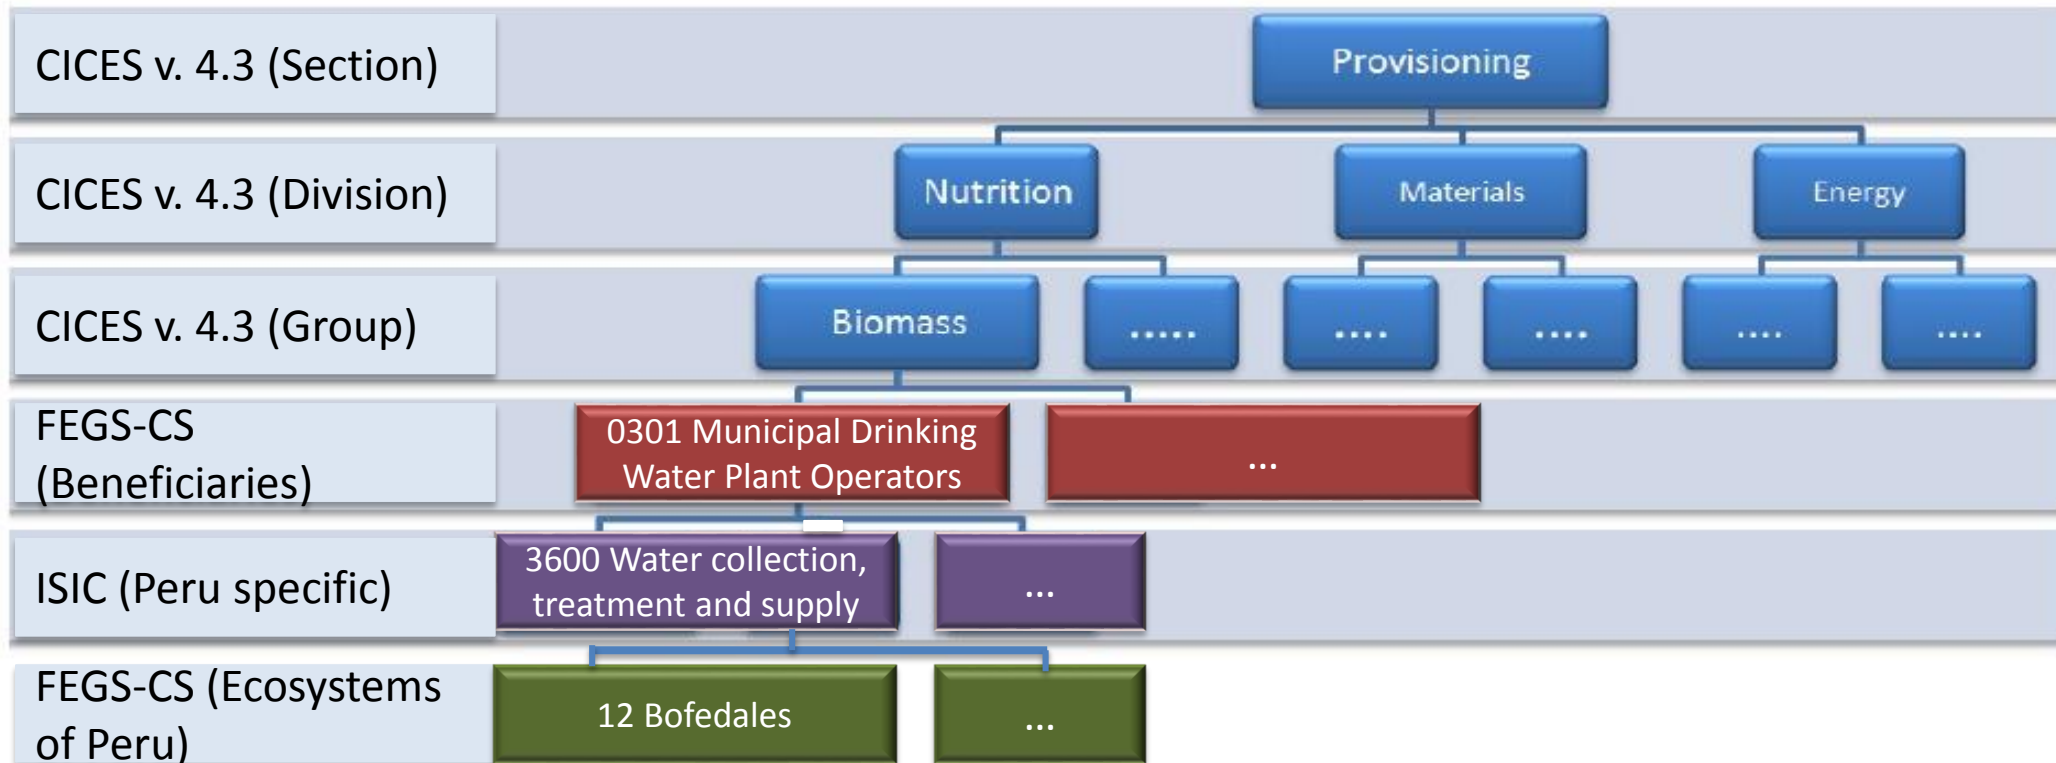 CICES v. 4.3 (Section)
Provisioning
CICES v. 4.3 (Division)
Nutrition
Materials
Energy
CICES v. 4.3 (Group)
Biomass
.....
....
....
....
....
FEGS-CS
(Beneficiaries)
0301 Municipal Drinking
Water Plant Operators
...
ISIC (Peru specific)
3600 Water collection,
treatment and supply
...
FEGS-CS (Ecosystems
of Peru)
12 Bofedales
...